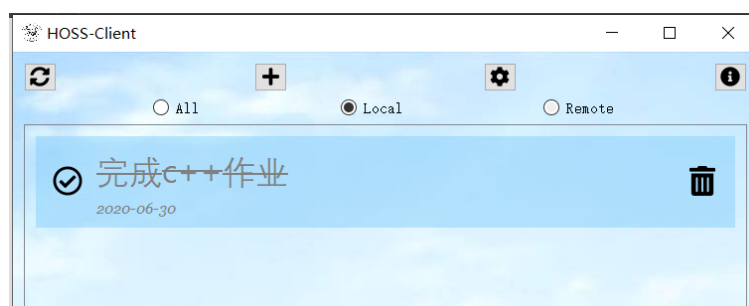 HOSS-Client
All Local Remote
完成c++作业
2020-06-30